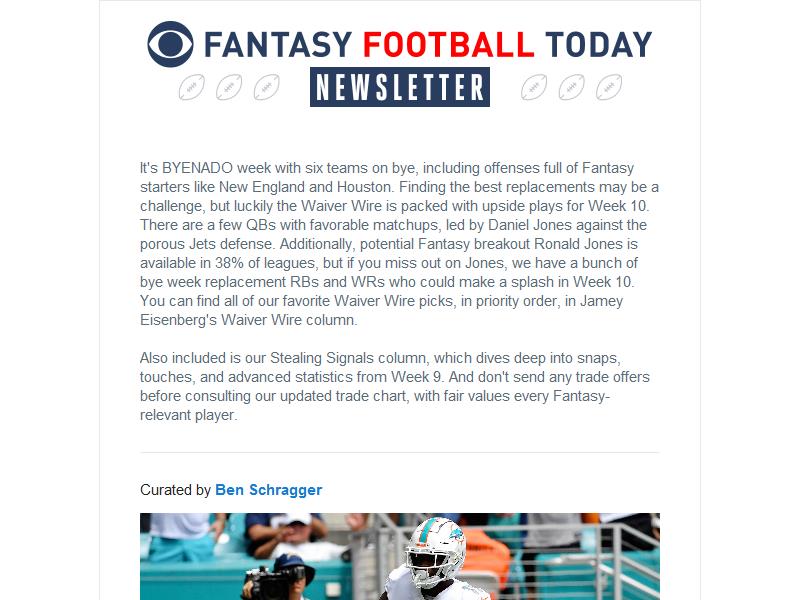 FANTASY FOOTBALL TODAY
NEWSLETTER
It's BYENADO week with six teams on bye, including offenses full of Fantasy
starters like New England and Houston. Finding the best replacements may be a
challenge, but luckily the Waiver Wire is packed with upside plays for Week 10.
There are a few QBs with favorable matchups, led by Daniel Jones against the
porous Jets defense. Additionally, potential Fantasy breakout Ronald Jones is
available in 38% of leagues, but if you miss out on Jones, we have a bunch of
bye week replacement RBs and WRs who could make a splash in Week 10.
You can find all of our favorite Waiver Wire picks, in priority order, in Jamey
Eisenberg's Waiver Wire column.
Also included is our Stealing Signals column, which dives deep into snaps,
touches, and advanced statistics from Week 9. And don't send any trade offers
before consulting our updated trade chart, with fair values every Fantasy-
relevant player.
Curated by Ben Schragger